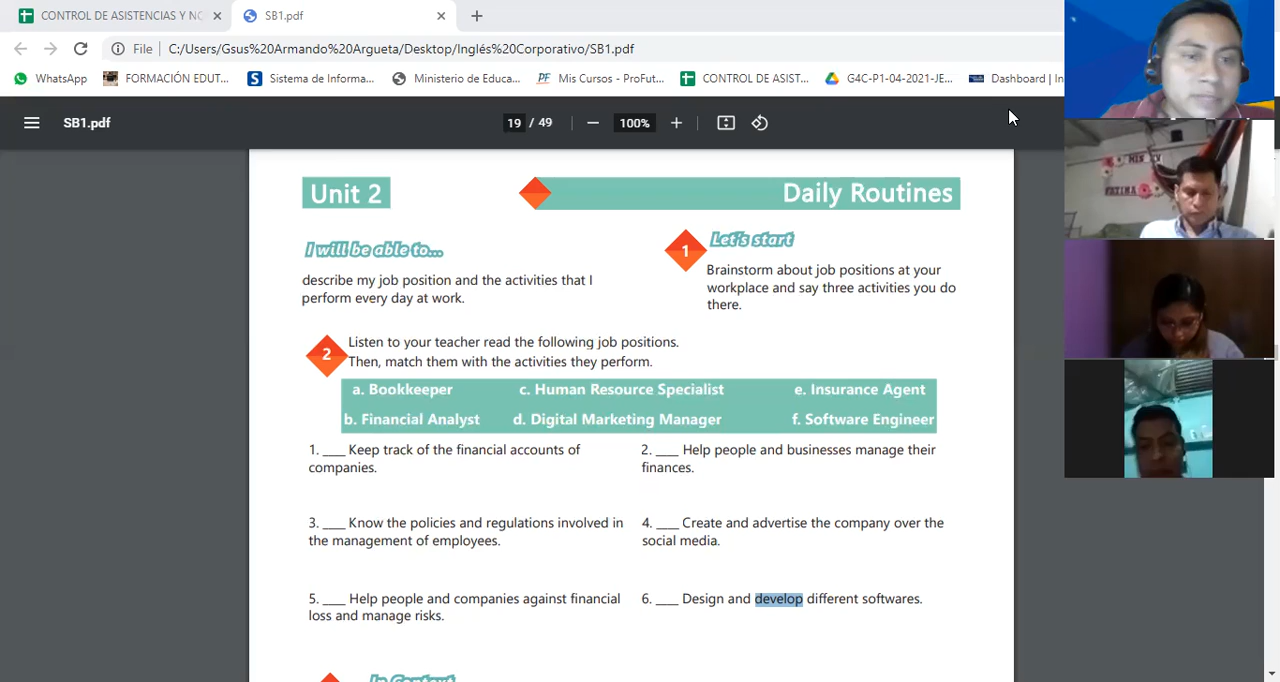 CONTROL DE ASISTENCIAS Y NO
SB1.pdf
File
C:/Users/Gsus%20Armando%20Argueta/Desktop/Inglés%20Corporativo/SB1.pdf
WhatsApp
FORMACIÓN EDUT...
Sistema de Informa...
Ministerio de Educa...
Mis Cursos - ProFut...
CONTROL DE ASIST...
G4C-P1-04-2021-JE...
Dashboard | In
SB1.pdf
19 / 49
100%
Unit 2
Daily Routines
I will be able to...
describe my job position and the activities that I
perform every day at work.
1
Let's start
Brainstorm about job positions at your
workplace and say three activities you do
there.
2
Listen to your teacher read the following job positions.
Then, match them with the activities they perform.
a. Bookkeeper
c. Human Resource Specialist
e. Insurance Agent
b. Financial Analyst
d. Digital Marketing Manager
f. Software Engineer
1. ___ Keep track of the financial accounts of
companies.
2. ___ Help people and businesses manage their
finances.
3. ___ Know the policies and regulations involved in
the management of employees.
4. ___ Create and advertise the company over the
social media.
5. ___ Help people and companies against financial
loss and manage risks.
6. ___ Design and develop different softwares.
In Context